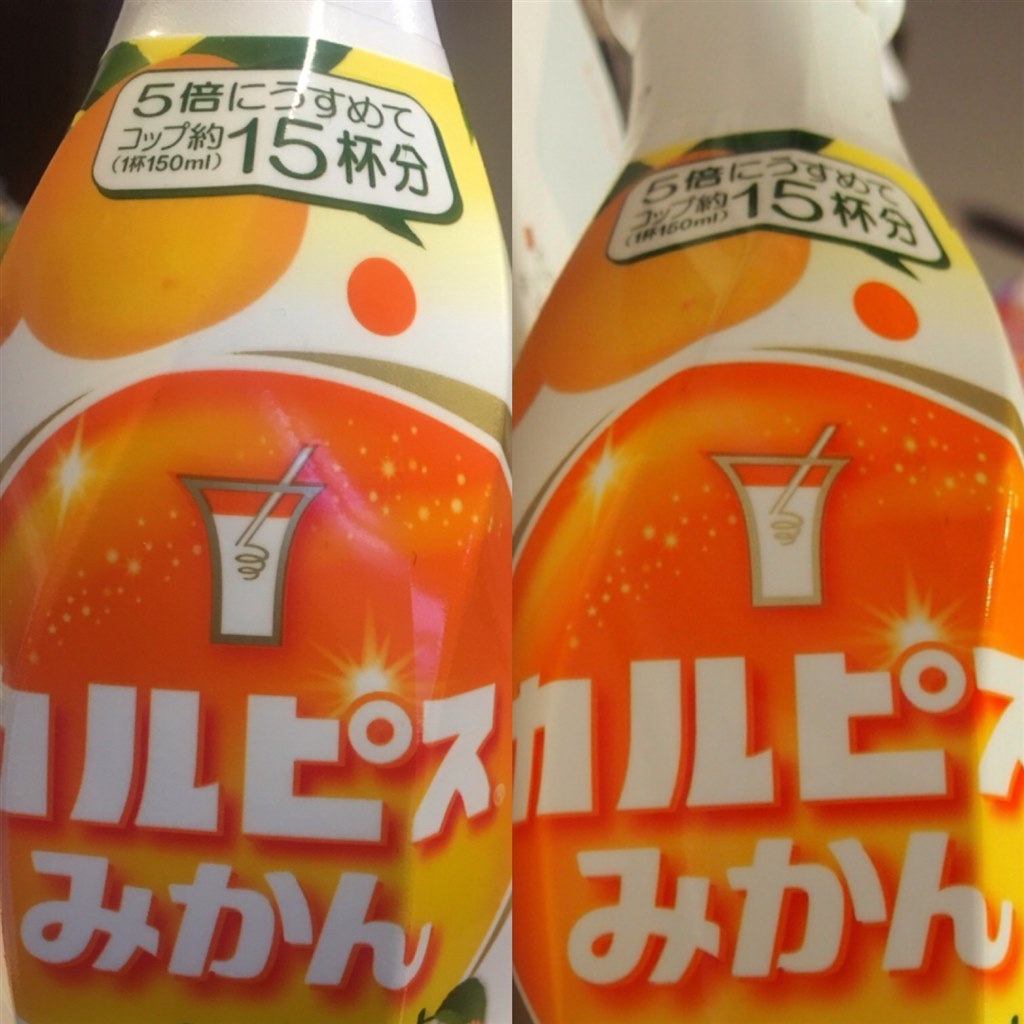 5倍にうすめて
コップ約
(1杯150ml)
15杯分
カルピス®
みかん
5倍にうすめて
コップ約
(1杯150ml)
15杯分
カルピス
みかん